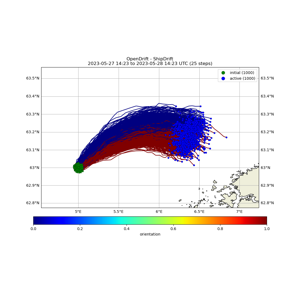 OpenDrift - ShipDrift
2023-05-27 14:23 to 2023-05-28 14:23 UTC (25 steps)
initial (1000)
active (1000)
63.5°N 63.5°N
63.4°N 63.4°N
63.3°N 63.3°N
63.2°N 63.2°N
63.1°N 63.1°N
63°N 63°N
62.9°N 62.9°N
62.8°N 62.8°N
5°E 5.5°E 6°E 6.5°E 7°E
0.0 0.2 0.4 0.6 0.8 1.0
orientation